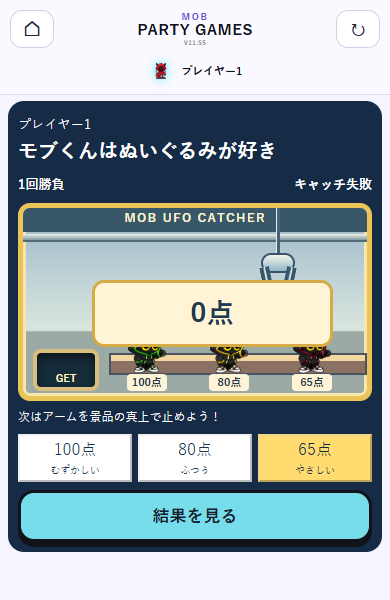 MOB
PARTY GAMES
V11.55
プレイヤー1
プレイヤー1
モブくんはぬいぐるみが好き
1回勝負
キャッチ失敗
MOB UFO CATCHER
0点
GET
100点
80点
65点
次はアームを景品の真上で止めよう！
100点
むずかしい
80点
ふつう
65点
やさしい
結果を見る